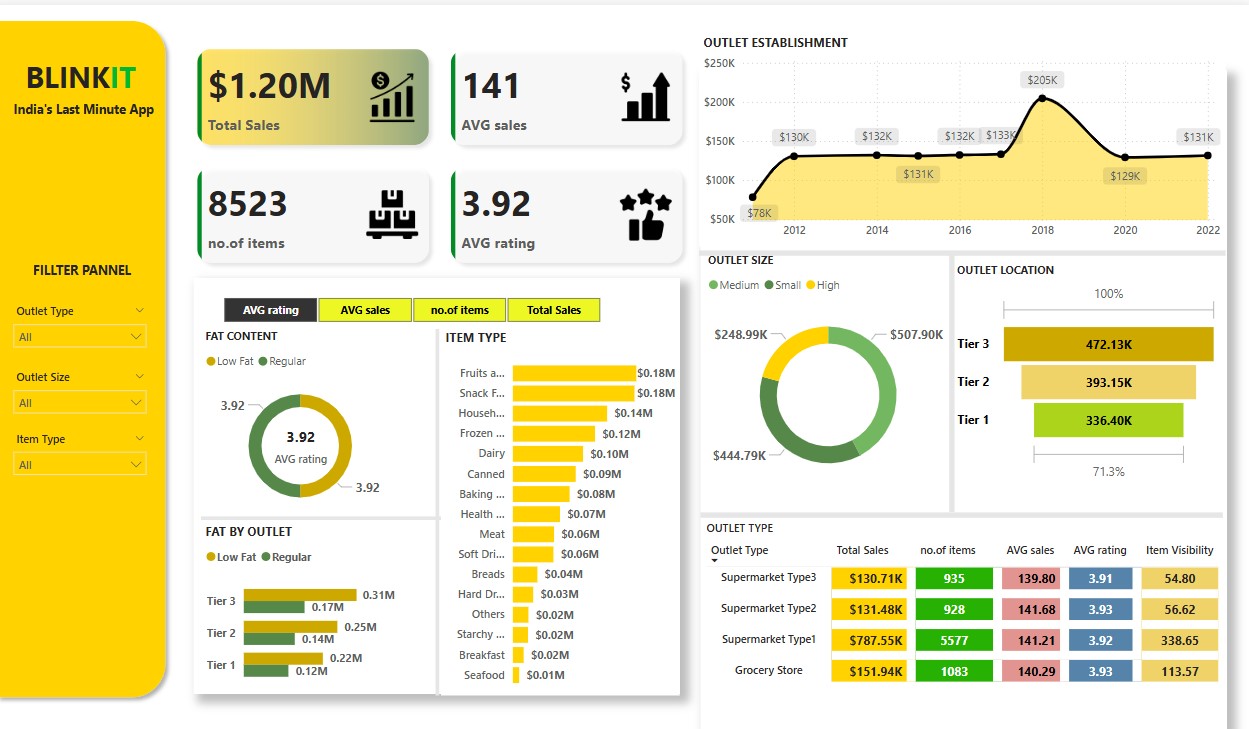 BLINKIT
India's Last Minute App
FILLTER PANNEL
Outlet Type
All
Outlet Size
All
Item Type
All
$1.20M
Total Sales
141
AVG sales
8523
no.of items
3.92
AVG rating
AVG rating AVG sales no.of items Total Sales
FAT CONTENT
Low Fat Regular
3.92
3.92
AVG rating
3.92
FAT BY OUTLET
Low Fat Regular
Tier 3 0.31M
0.17M
Tier 2 0.25M
0.14M
Tier 1 0.22M
0.12M
ITEM TYPE
Fruits a... $0.18M
Snack F... $0.18M
Househ... $0.14M
Frozen ... $0.12M
Dairy $0.10M
Canned $0.09M
Baking ... $0.08M
Health ... $0.07M
Meat $0.06M
Soft Dri... $0.06M
Breads $0.04M
Hard Dr... $0.03M
Others $0.02M
Starchy ... $0.02M
Breakfast $0.02M
Seafood $0.01M
OUTLET ESTABLISHMENT
$250K
$200K
$150K
$100K
$50K
$78K $130K $132K $131K $132K $133K $205K $129K $131K
2012 2014 2016 2018 2020 2022
OUTLET SIZE
Medium Small High
$248.99K $507.90K
$444.79K
OUTLET LOCATION
100%
Tier 3 472.13K
Tier 2 393.15K
Tier 1 336.40K
71.3%
OUTLET TYPE
Outlet Type Total Sales no.of items AVG sales AVG rating Item Visibility
Supermarket Type3 $130.71K 935 139.80 3.91 54.80
Supermarket Type2 $131.48K 928 141.68 3.93 56.62
Supermarket Type1 $787.55K 5577 141.21 3.92 338.65
Grocery Store $151.94K 1083 140.29 3.93 113.57